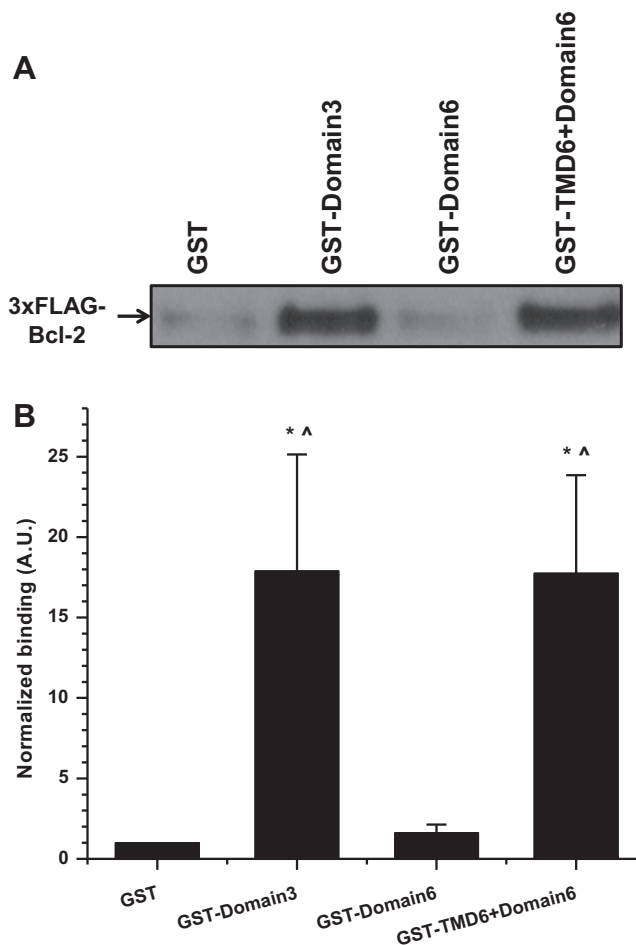 A
GST
GST-Domain3
GST-Domain6
GST-TMD6+Domain6
3xFLAG-
Bcl-2
B
Normalized binding (A.U.)
25
20
15
10
5
0
* ^
* ^
GST
GST-Domain3
GST-Domain6
GST-TMD6+Domain6